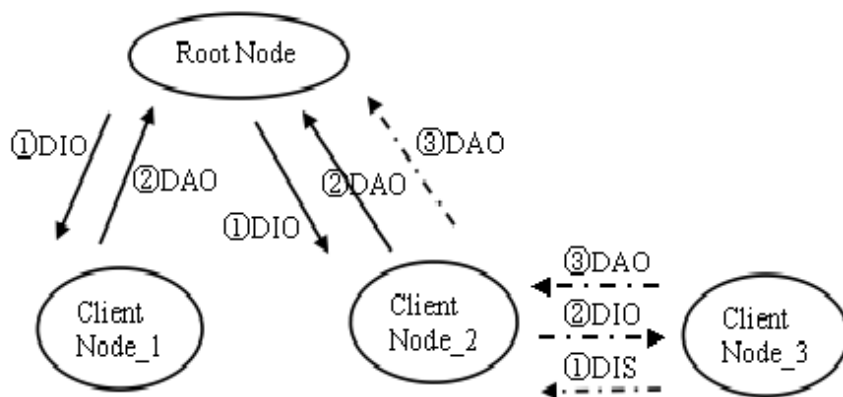 Root Node
①DIO
②DAO
③DAO
②DAO
①DIO
③DAO
②DIO
①DIS
Client
Node_1
Client
Node_2
Client
Node_3